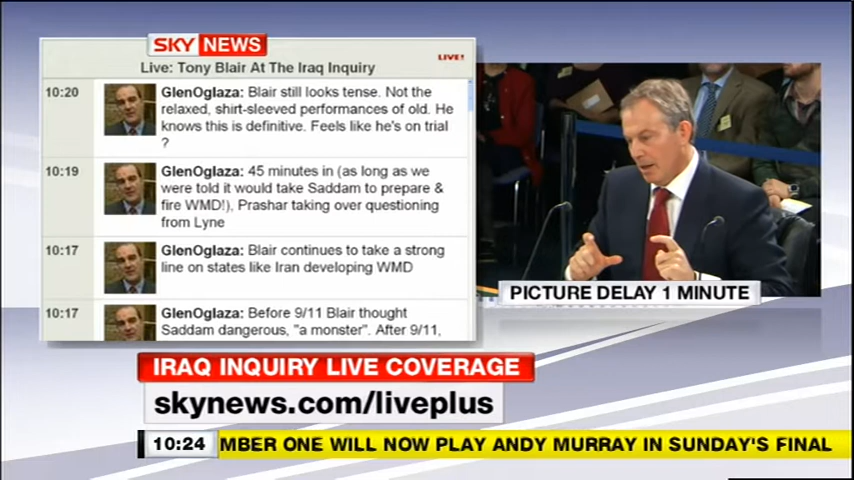 SKY NEWS
LIVE!
Live: Tony Blair At The Iraq Inquiry
10:20
GlenOglaza: Blair still looks tense. Not the
relaxed, shirt-sleeved performances of old. He
knows this is definitive. Feels like he's on trial
?
10:19
GlenOglaza: 45 minutes in (as long as we
were told it would take Saddam to prepare &
fire WMD!), Prashar taking over questioning
from Lyne
10:17
GlenOglaza: Blair continues to take a strong
line on states like Iran developing WMD
10:17
GlenOglaza: Before 9/11 Blair thought
Saddam dangerous, "a monster". After 9/11,
PICTURE DELAY 1 MINUTE
IRAQ INQUIRY LIVE COVERAGE
skynews.com/liveplus
10:24 MBER ONE WILL NOW PLAY ANDY MURRAY IN SUNDAY'S FINAL